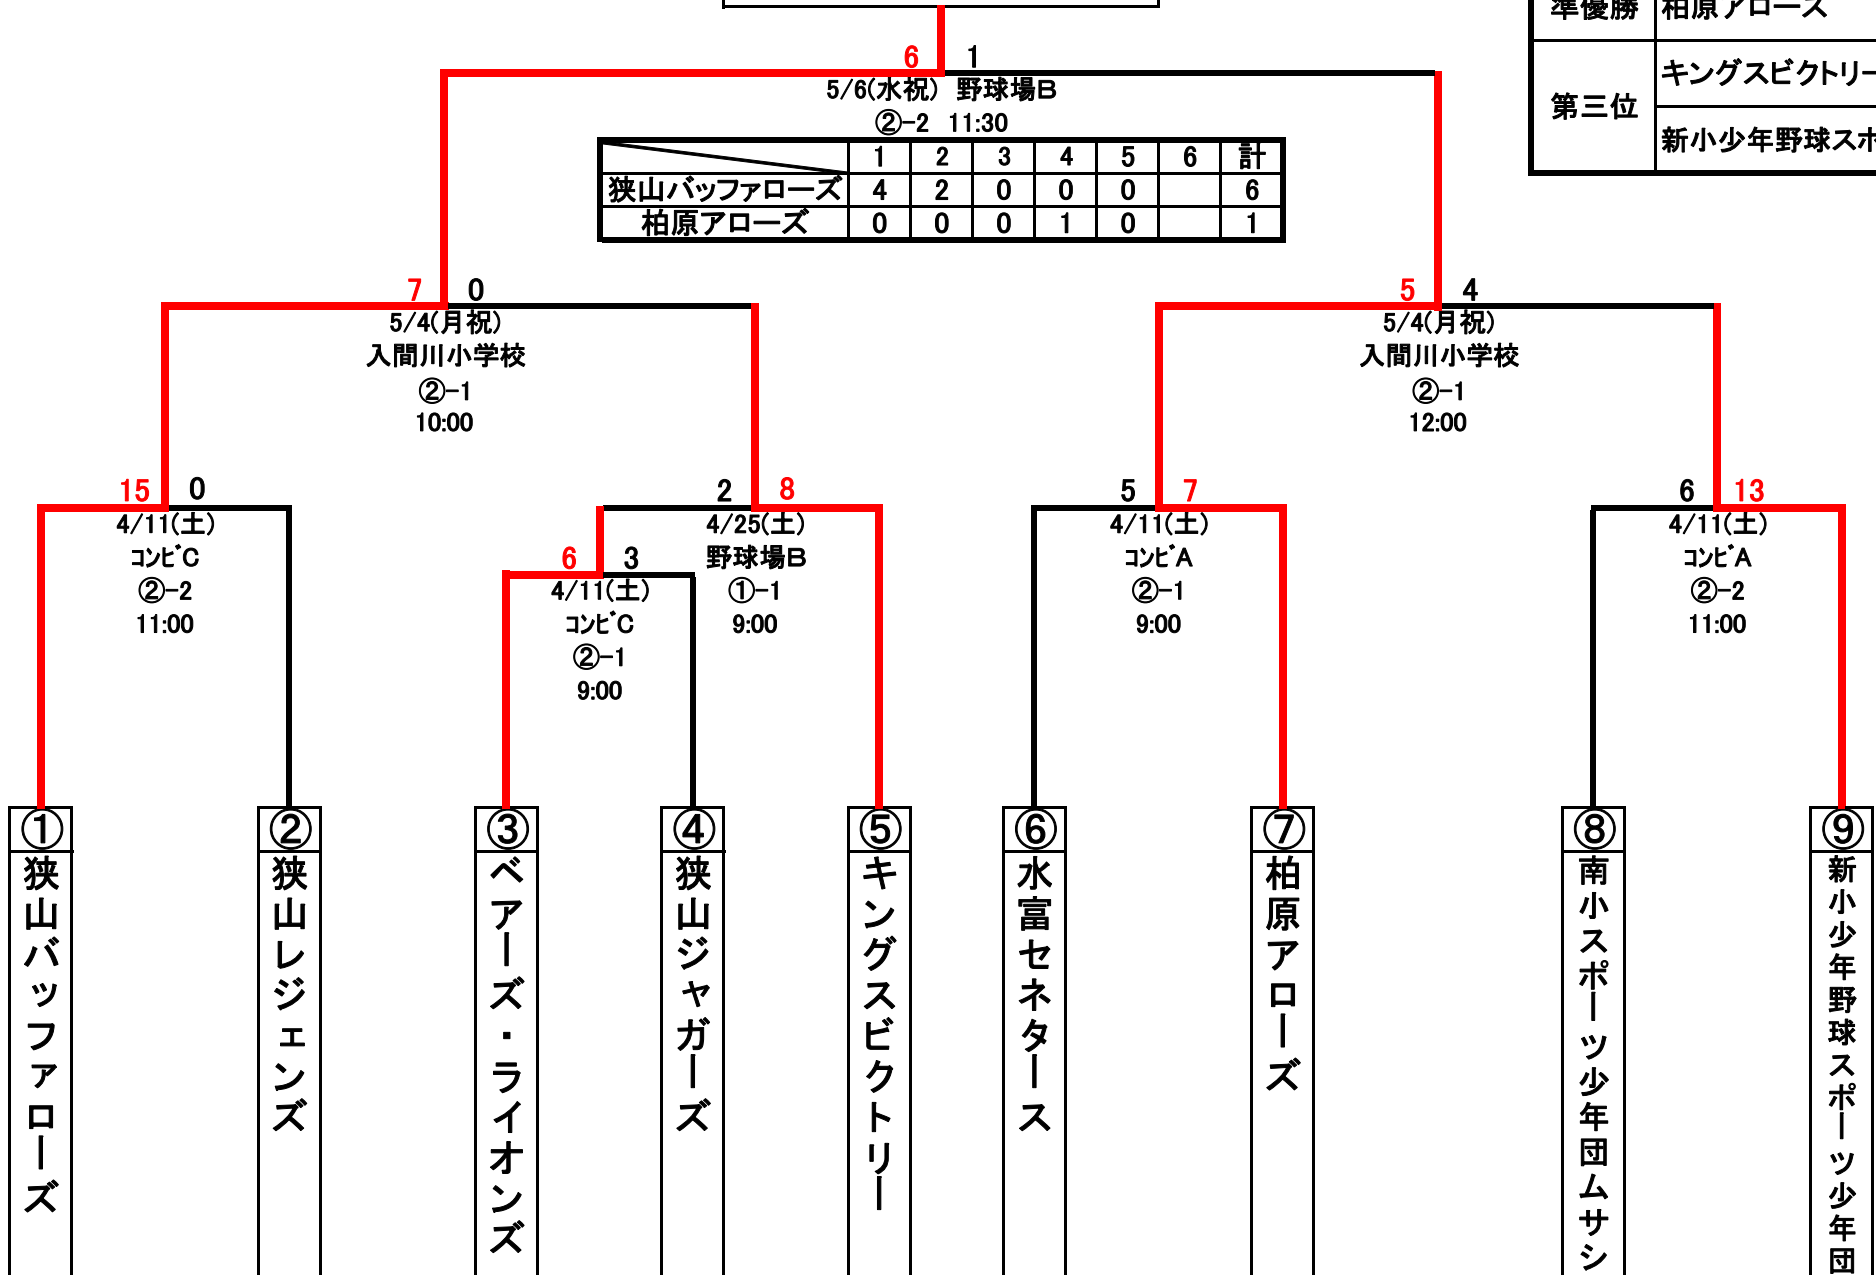 準優勝 柏原アローズ
第三位
キングスビクトリー
新小少年野球スポ
6 1
5/6(水祝) 野球場B
②-2 11:30
1 2 3 4 5 6 計
狭山バッファローズ 4 2 0 0 0 6
柏原アローズ 0 0 0 1 0 1
7 0
5/4(月祝)
入間川小学校
②-1
10:00
5 4
5/4(月祝)
入間川小学校
②-1
12:00
15 0
4/11(土)
コンビC
②-2
11:00
2 8
4/25(土)
野球場B
①-1
9:00
6 3
4/11(土)
コンビC
②-1
9:00
5 7
4/11(土)
コンビA
②-1
9:00
6 13
4/11(土)
コンビA
②-2
11:00
①
狭山バッファローズ
②
狭山レジェンズ
③
ベアーズ・ライオンズ
④
狭山ジャガーズ
⑤
キングスビクトリー
⑥
水富セネタース
⑦
柏原アローズ
⑧
南小スポーツ少年団ムサシ
⑨
新小少年野球スポーツ少年団